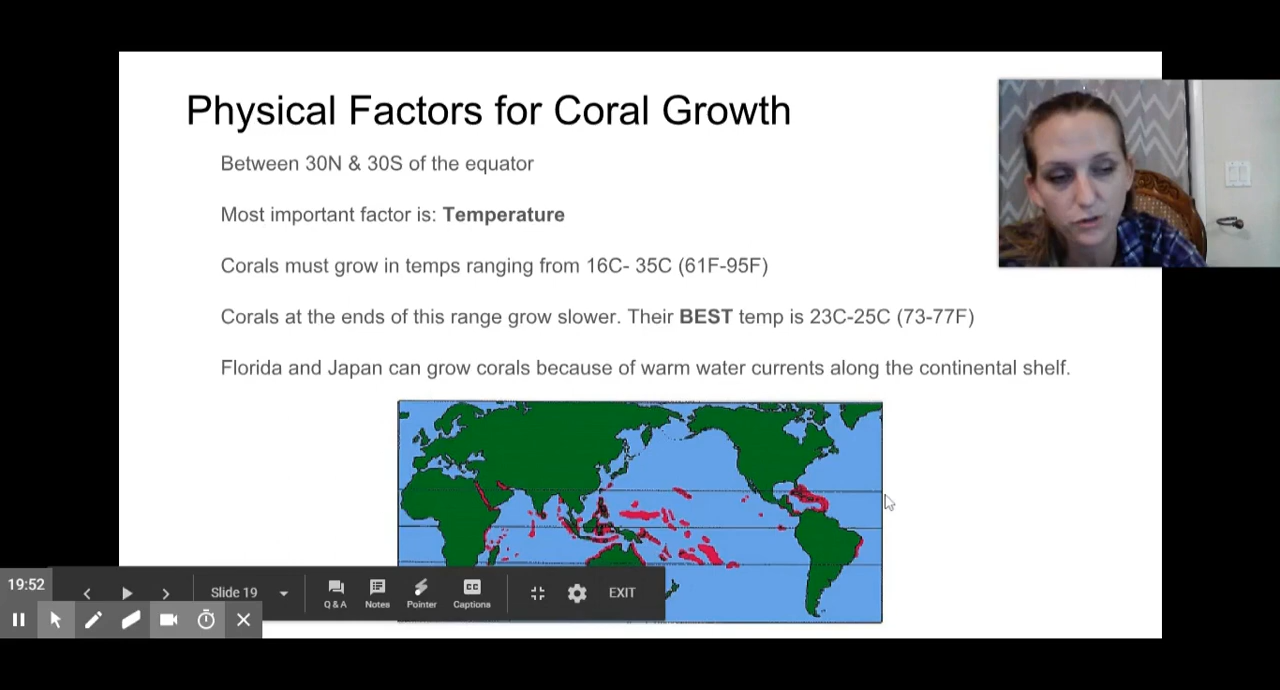 Physical Factors for Coral Growth
Between 30N & 30S of the equator
Most important factor is: Temperature
Corals must grow in temps ranging from 16C- 35C (61F-95F)
Corals at the ends of this range grow slower. Their BEST temp is 23C-25C (73-77F)
Florida and Japan can grow corals because of warm water currents along the continental shelf.
19:52
Slide 19
Q & A
Notes
Pointer
CC
Captions
EXIT